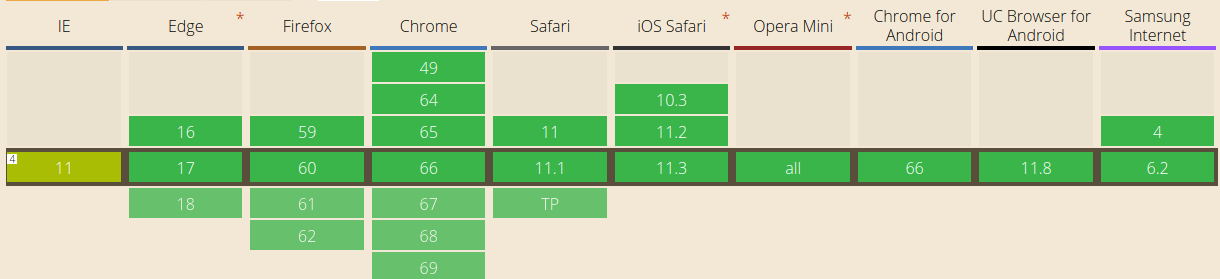 IE Edge * Firefox Chrome Safari iOS Safari * Opera Mini * Chrome for Android UC Browser for Android Samsung Internet
49
64 10.3
16 59 65 11 11.2 4
4 11 17 60 66 11.1 11.3 all 66 11.8 6.2
18 61 67 TP
62 68
69